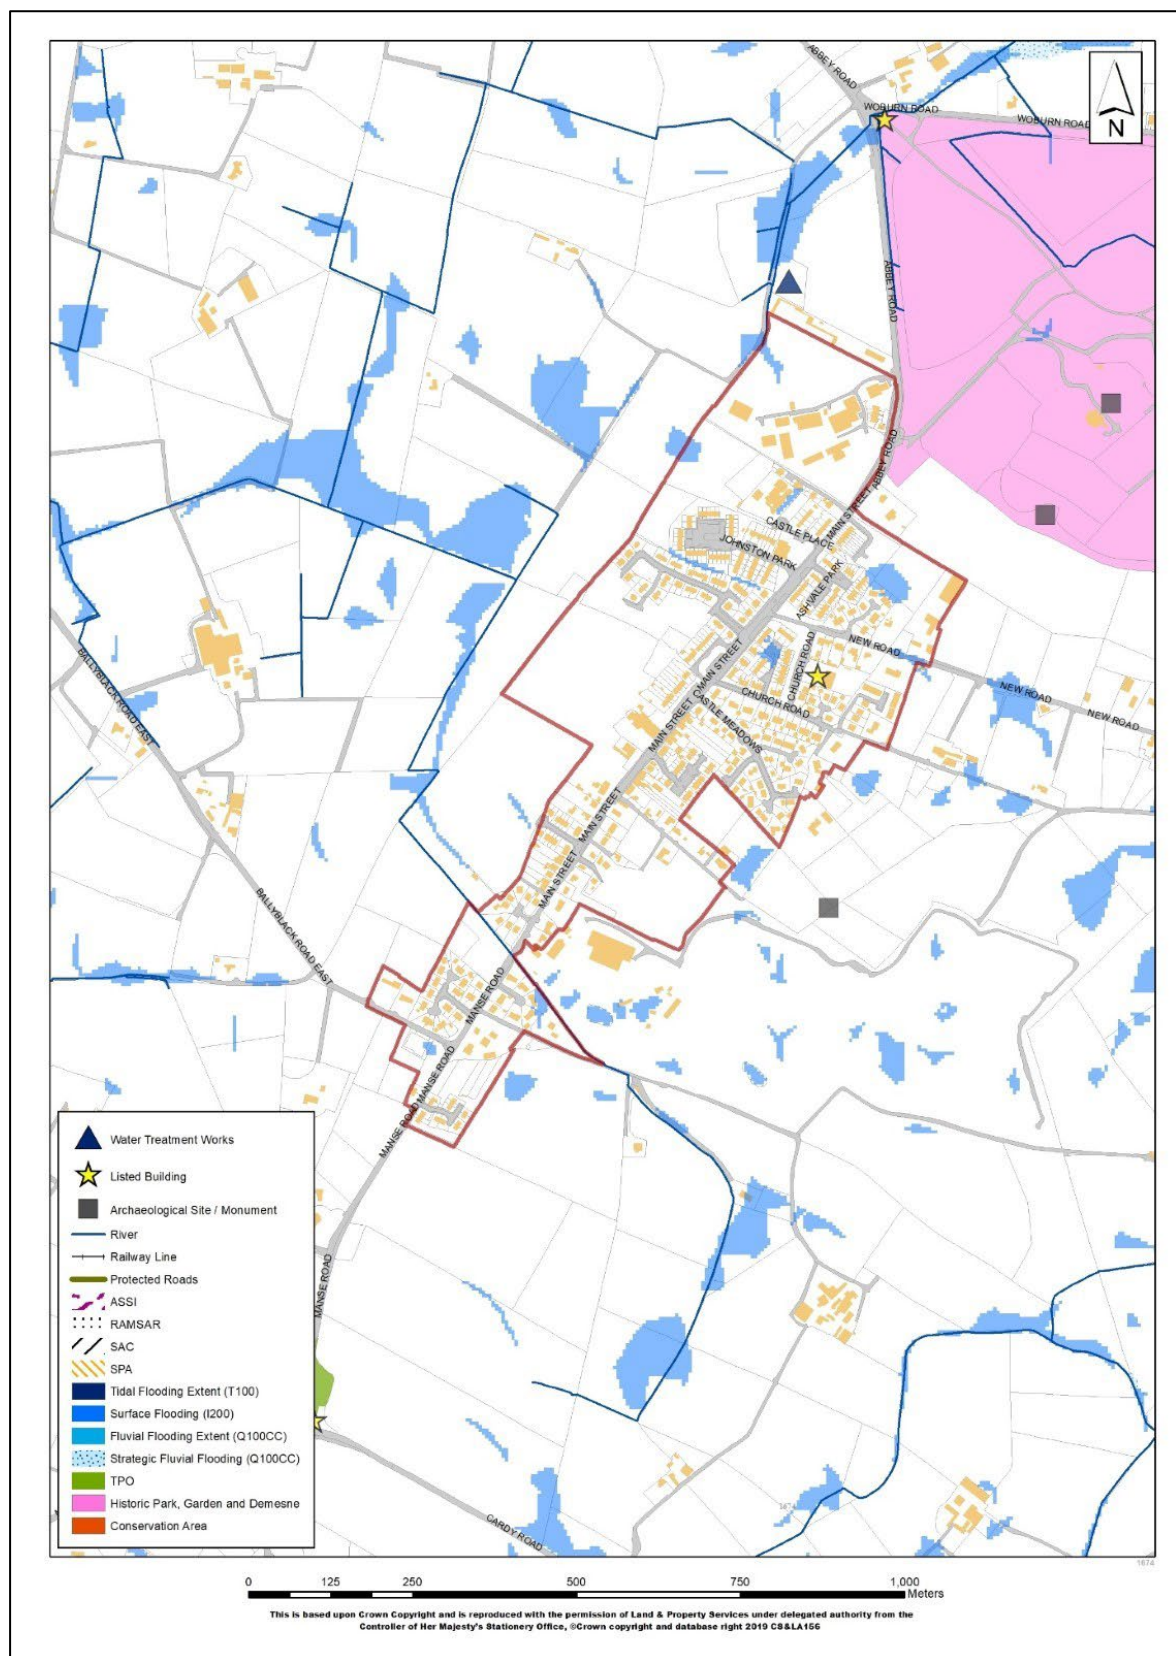 ABBEY ROAD
WOBURN ROAD
WOBURN ROAD
N
ABBEY ROAD
ABBEY ROAD
MAIN STREET
CASTLE PLACE
JOHNSTON PARK
ASHVALE PARK
NEW ROAD
CHURCH ROAD
MAIN STREET
NEW ROAD
NEW ROAD
CHURCH ROAD
CASTLE MEADOWS
MAIN STREET
BALLYBLACK ROAD EAST
MAIN STREET
MAIN STREET
BALLYBLACK ROAD EAST
MANSE ROAD
MANSE ROAD
MANSE ROAD
MANSE ROAD
CARDY ROAD
Water Treatment Works
Listed Building
Archaeological Site / Monument
River
Railway Line
Protected Roads
ASSI
RAMSAR
SAC
SPA
Tidal Flooding Extent (T100)
Surface Flooding (I200)
Fluvial Flooding Extent (Q100CC)
Strategic Fluvial Flooding (Q100CC)
TPO
Historic Park, Garden and Demesne
Conservation Area
1674
1674
0 125 250 500 750 1,000
Meters
This is based upon Crown Copyright and is reproduced with the permission of Land & Property Services under delegated authority from the
Controller of Her Majesty's Stationery Office, ©Crown copyright and database right 2019 CS&LA156